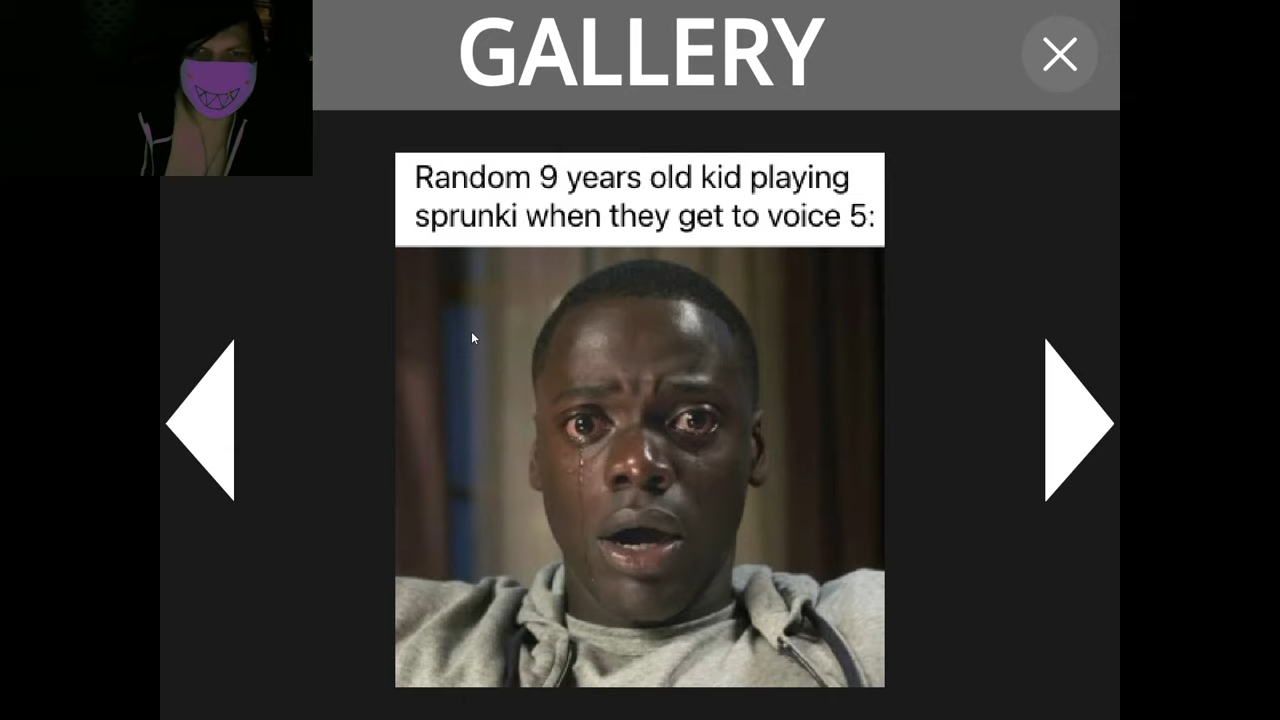 GALLERY
Random 9 years old kid playing
sprunki when they get to voice 5: